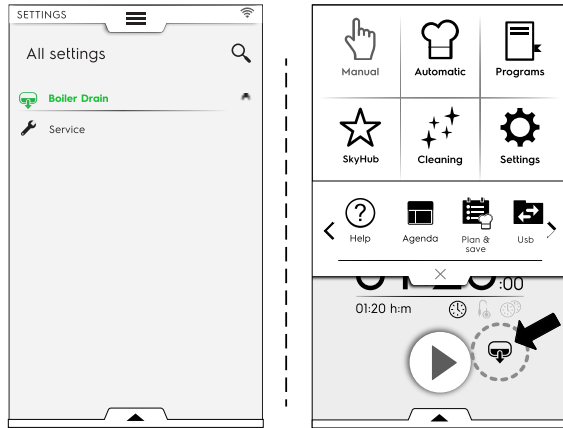 SETTINGS
All settings
Boiler Drain
Service
Manual
Automatic
Programs
SkyHub
Cleaning
Settings
Help
Agenda
Plan &
save
Usb
:00
01:20 h:m